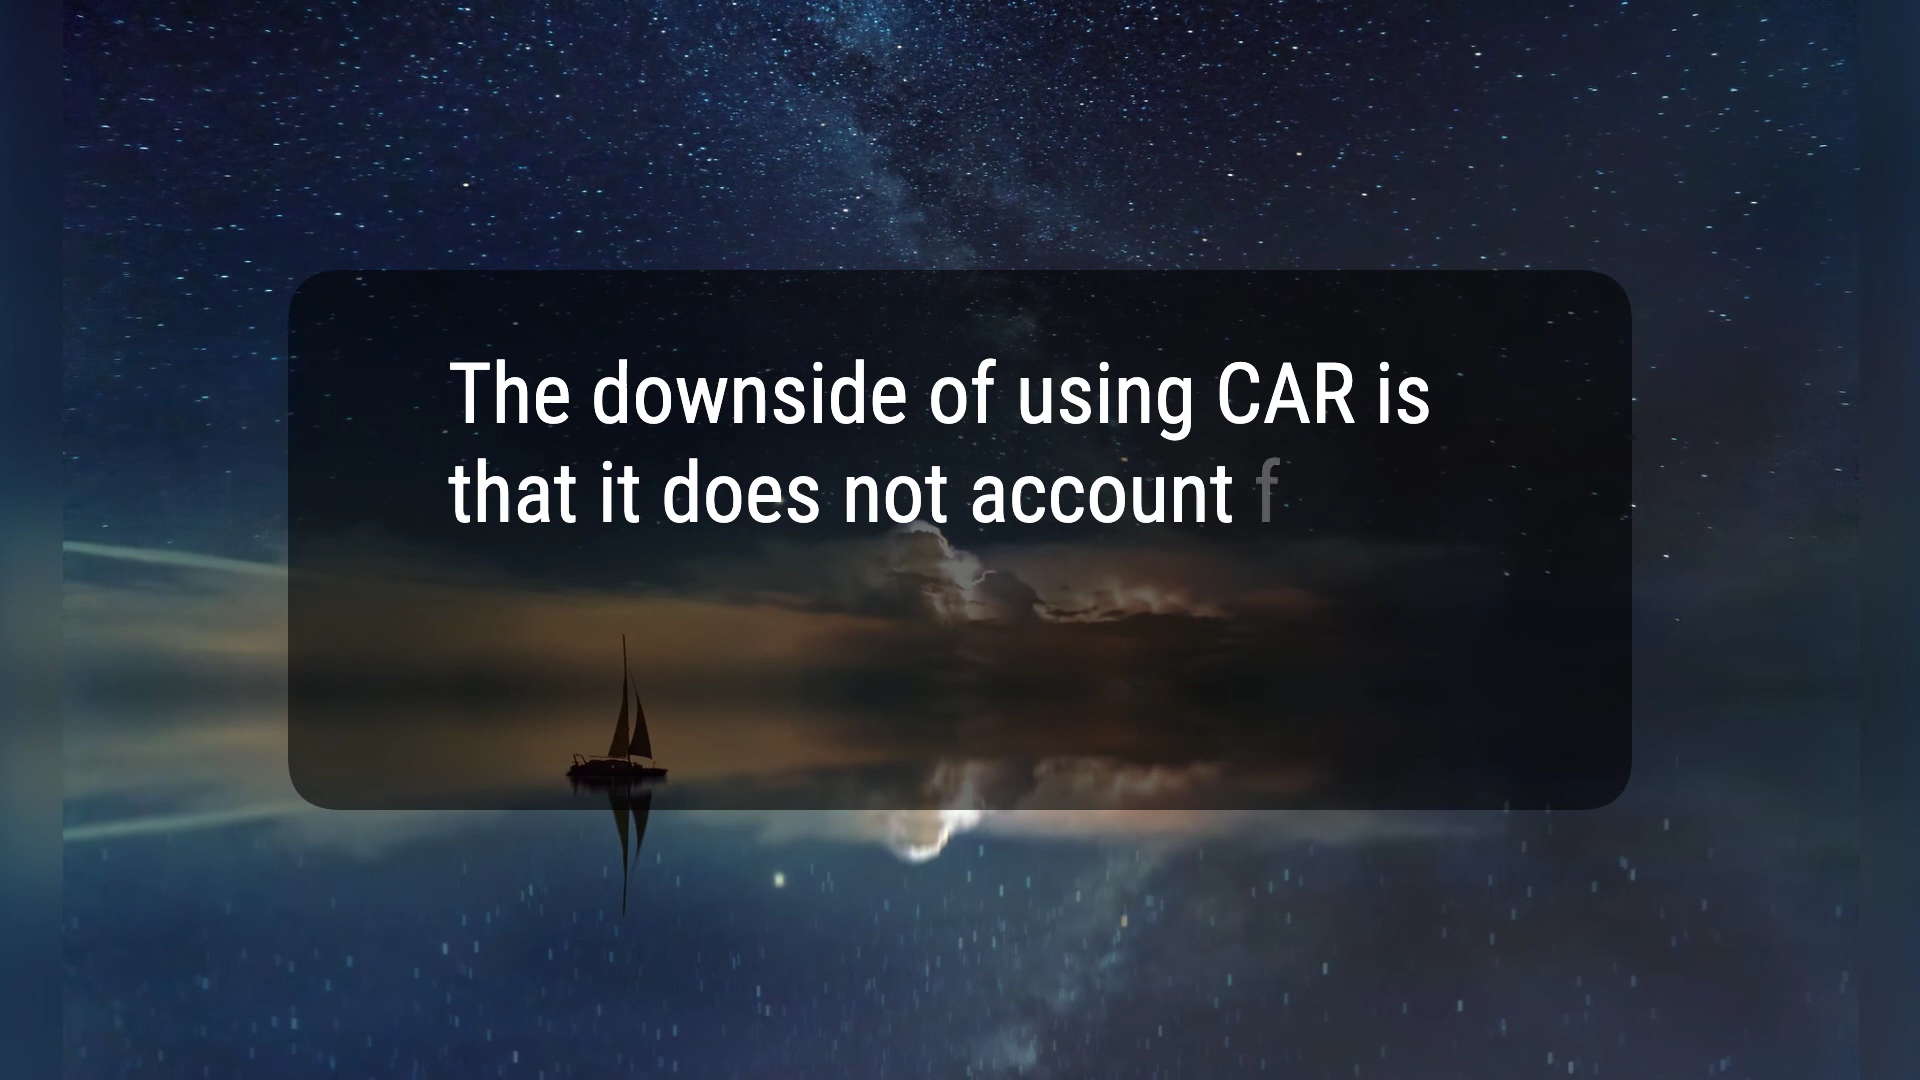 The downside of using CAR is
that it does not account f